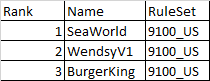 Rank Name RuleSet
1 SeaWorld 9100_US
2 WendsyV1 9100_US
3 BurgerKing 9100_US